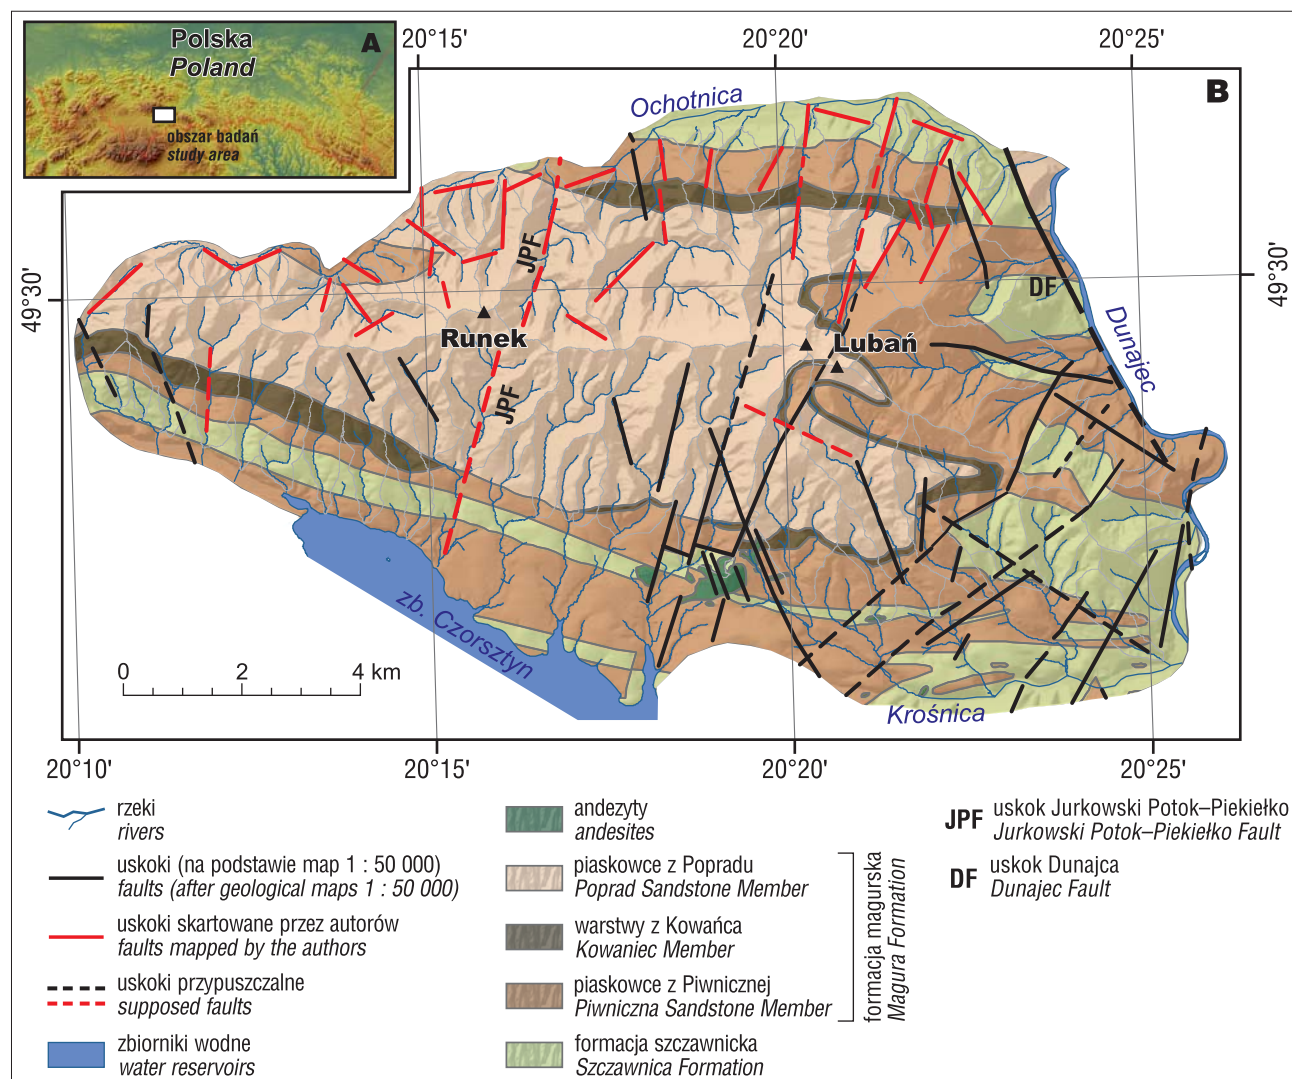 Polska
Poland
A
obszar badań
study area
20°15'
20°20'
20°25'
B
Ochotnica
49°30'
49°30'
JPF
DF
Runek
Lubań
Dunajec
JPF
zb. Czorsztyn
0 2 4 km
Krośnica
20°10'
20°15'
20°20'
20°25'
rzeki
rivers
uskoki (na podstawie map 1 : 50 000)
faults (after geological maps 1 : 50 000)
uskoki skartowane przez autorów
faults mapped by the authors
uskoki przypuszczalne
supposed faults
zbiorniki wodne
water reservoirs
andezyty
andesites
piaskowce z Popradu
Poprad Sandstone Member
warstwy z Kowańca
Kowaniec Member
piaskowce z Piwnicznej
Piwniczna Sandstone Member
formacja szczawnicka
Szczawnica Formation
formacja magurska
Magura Formation
JPF uskok Jurkowski Potok–Piekiełko
Jurkowski Potok–Piekiełko Fault
DF uskok Dunajca
Dunajec Fault